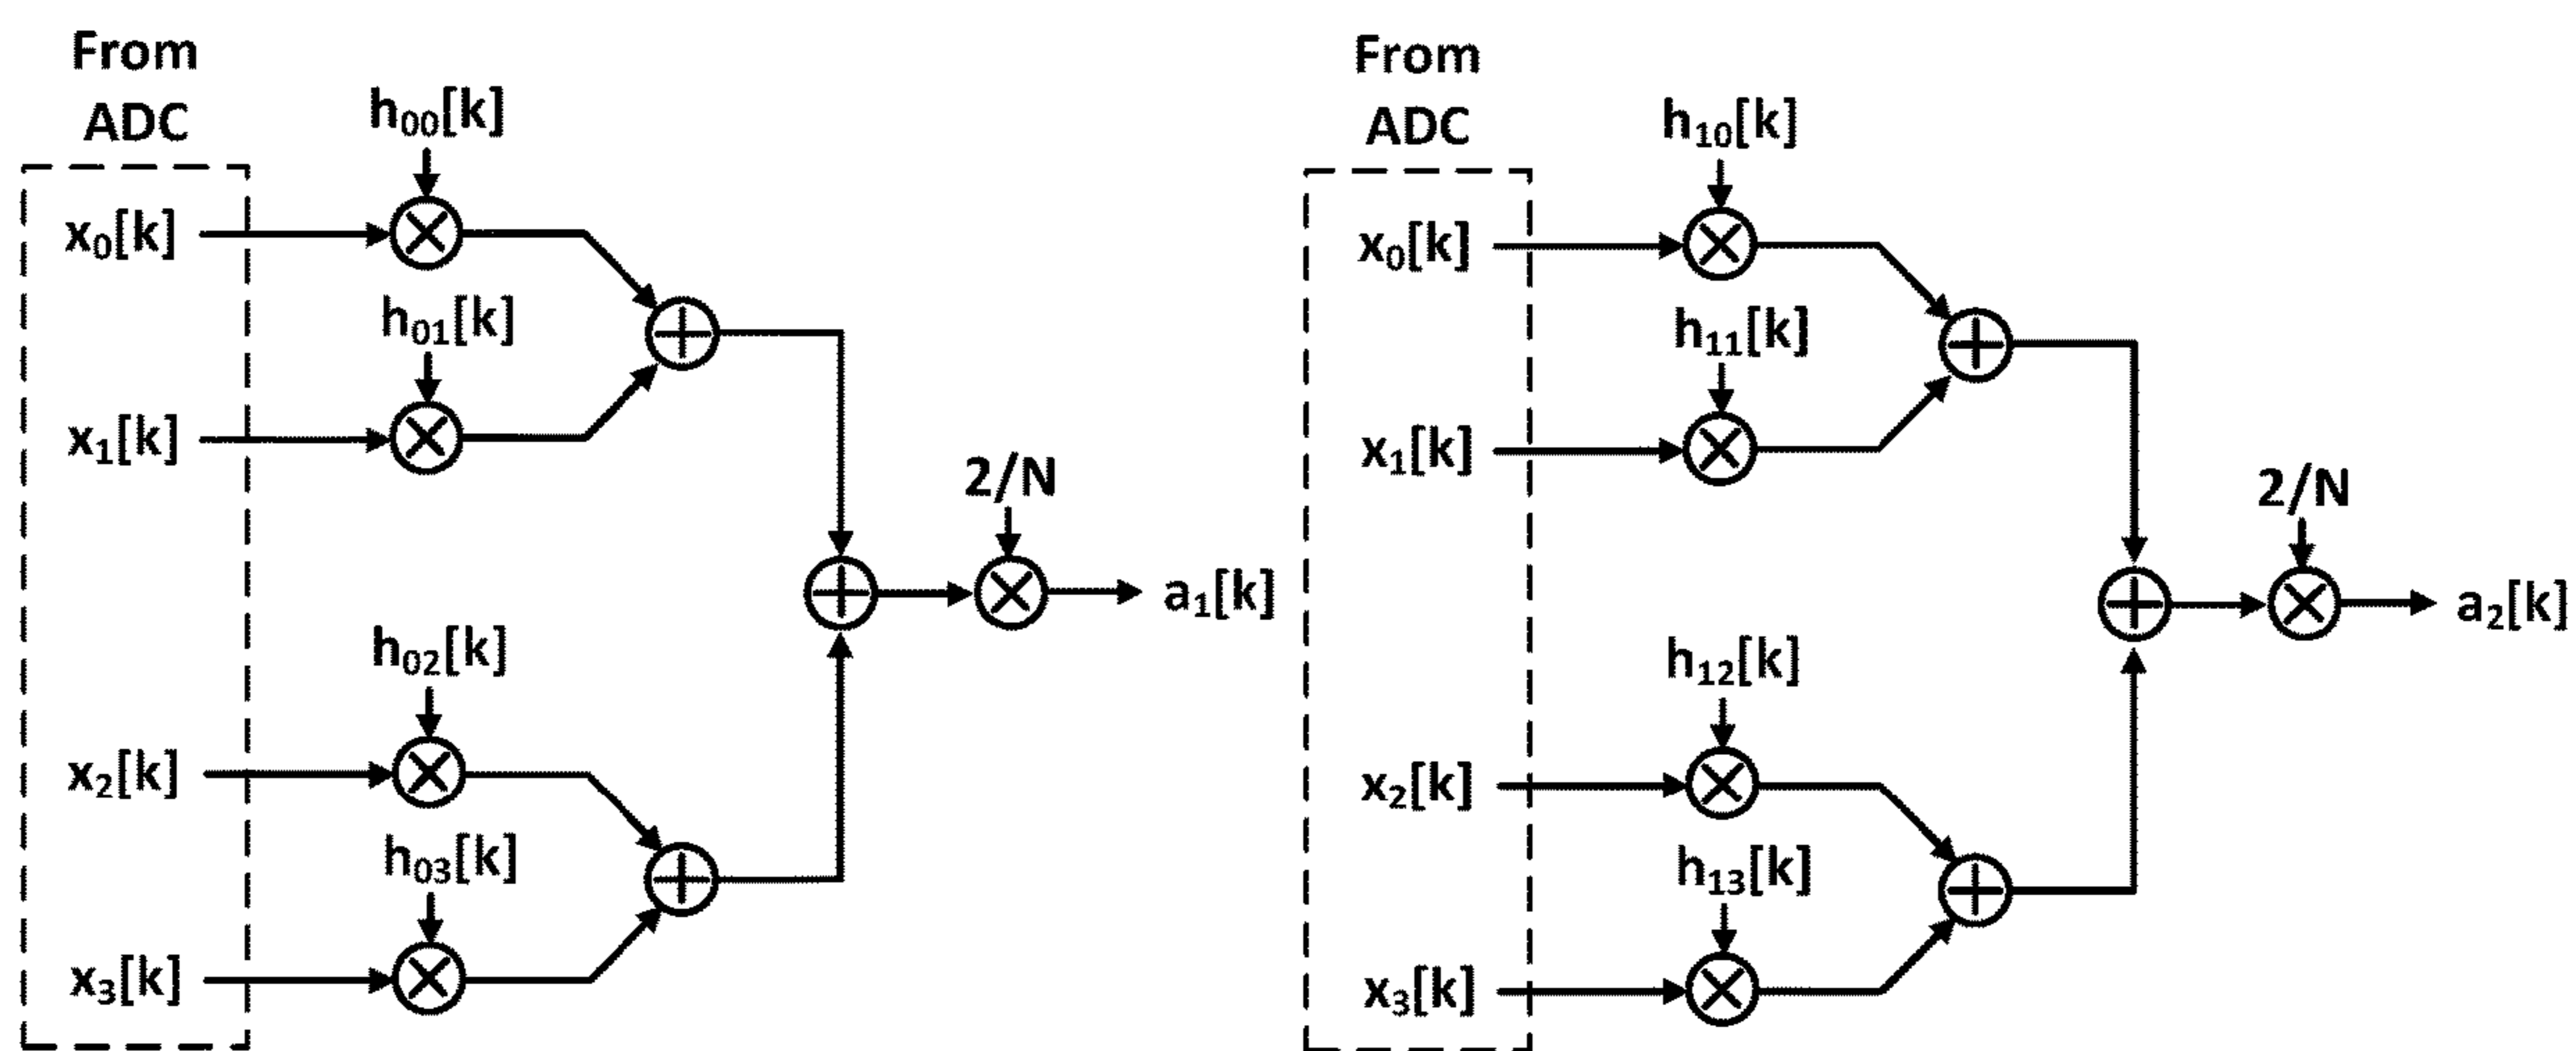 From
ADC
h₀₀[k]
x₀[k]
h₀₁[k]
x₁[k]
2/N
a₁[k]
h₀₂[k]
x₂[k]
h₀₃[k]
x₃[k]
From
ADC
h₁₀[k]
x₀[k]
h₁₁[k]
x₁[k]
2/N
a₂[k]
h₁₂[k]
x₂[k]
h₁₃[k]
x₃[k]